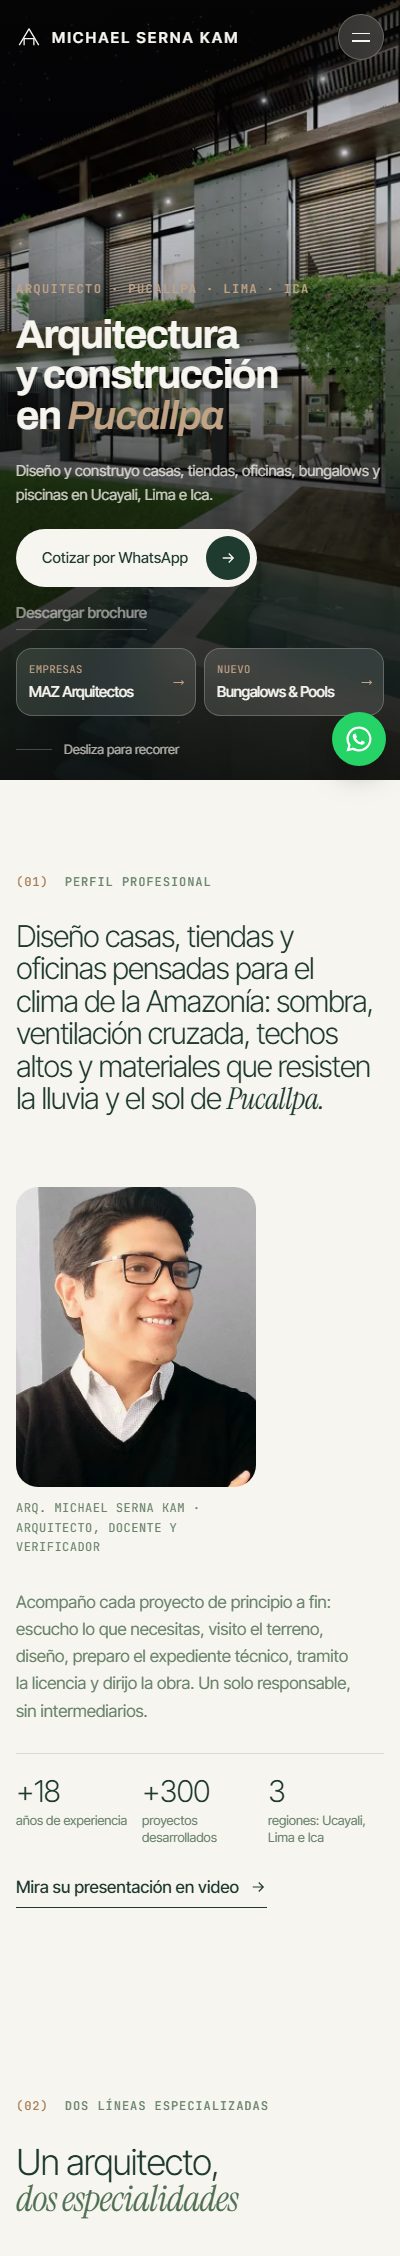 MICHAEL SERNA KAM
ARQUITECTO · PUCALLPA · LIMA · ICA
Arquitectura
y construcción
en Pucallpa
Diseño y construyo casas, tiendas, oficinas, bungalows y
piscinas en Ucayali, Lima e Ica.
Cotizar por WhatsApp →
Descargar brochure
EMPRESAS
MAZ Arquitectos →
NUEVO
Bungalows & Pools →
Desliza para recorrer
(01) PERFIL PROFESIONAL
Diseño casas, tiendas y
oficinas pensadas para el
clima de la Amazonía: sombra,
ventilación cruzada, techos
altos y materiales que resisten
la lluvia y el sol de Pucallpa.
ARQ. MICHAEL SERNA KAM ·
ARQUITECTO, DOCENTE Y
VERIFICADOR
Acompaño cada proyecto de principio a fin:
escucho lo que necesitas, visito el terreno,
diseño, preparo el expediente técnico, tramito
la licencia y dirijo la obra. Un solo responsable,
sin intermediarios.
+18
años de experiencia
+300
proyectos
desarrollados
3
regiones: Ucayali,
Lima e Ica
Mira su presentación en video →
(02) DOS LÍNEAS ESPECIALIZADAS
Un arquitecto,
dos especialidades